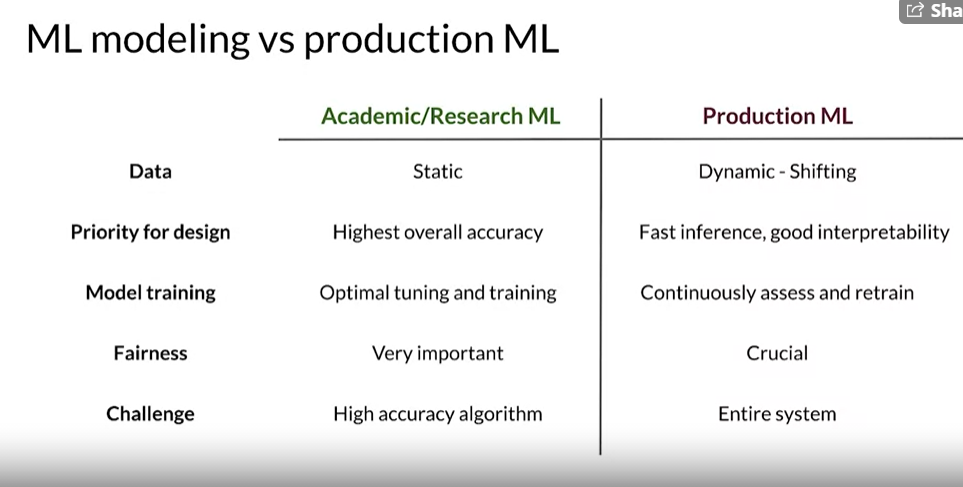 Sha
ML modeling vs production ML
Academic/Research ML Production ML
Data Static Dynamic - Shifting
Priority for design Highest overall accuracy Fast inference, good interpretability
Model training Optimal tuning and training Continuously assess and retrain
Fairness Very important Crucial
Challenge High accuracy algorithm Entire system